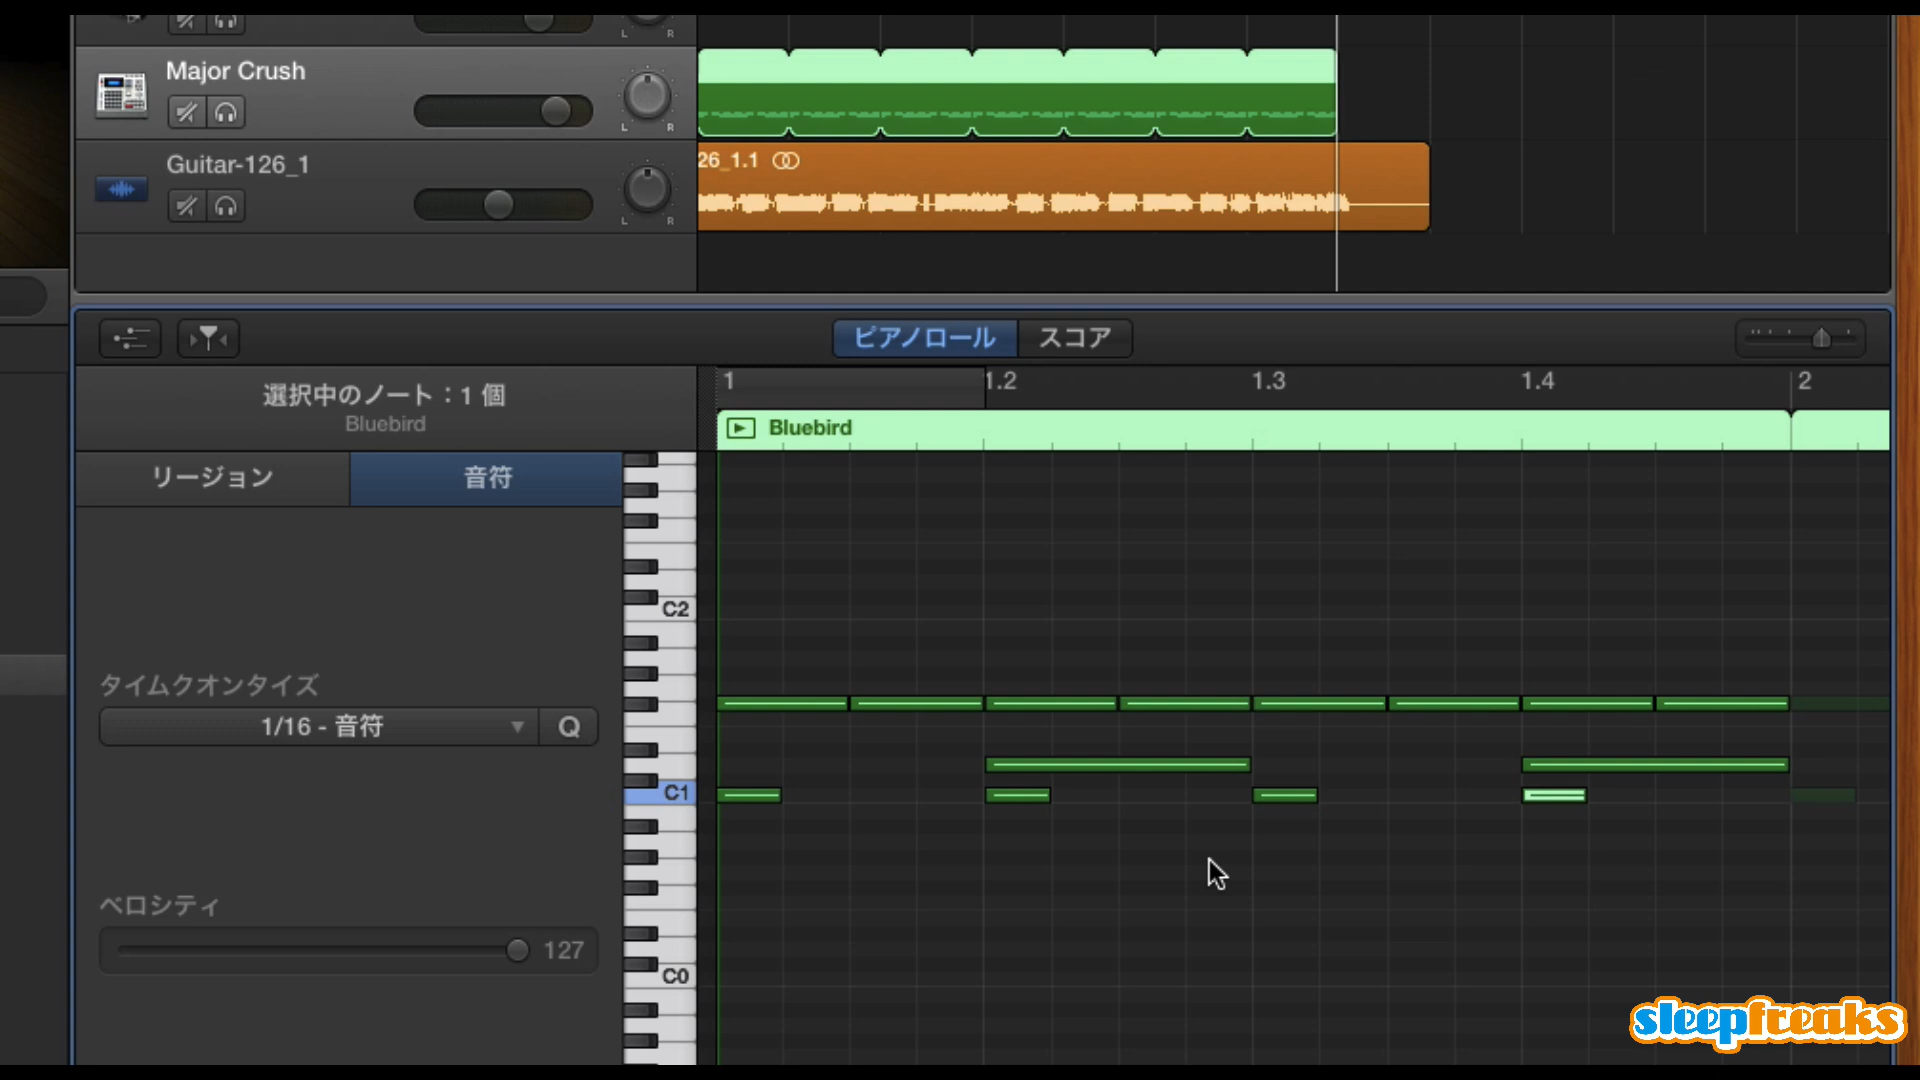 L R
Major Crush
L R
Guitar-126_1
L R
26_1.1
ピアノロール スコア
選択中のノート：1 個
Bluebird
1 1.2 1.3 1.4 2
Bluebird
リージョン 音符
C2
タイムクオンタイズ
1/16 - 音符 Q
C1
ベロシティ
127
C0
sleepfreaks